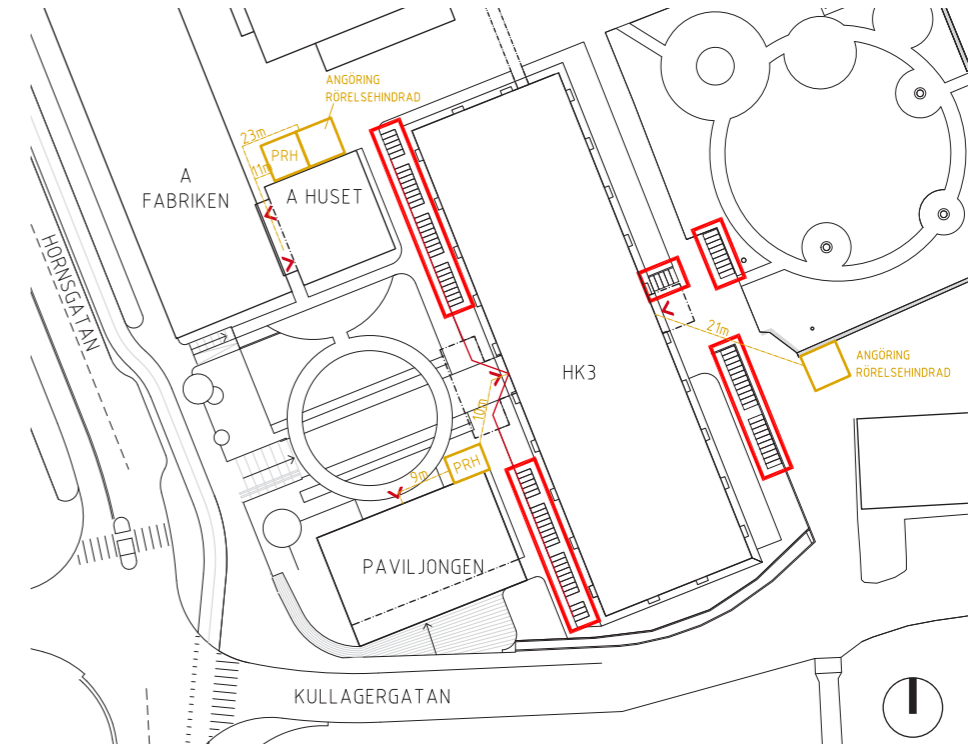 ANGÖRING
RÖRELSEHINDRAD
23m
PRH
11m
A
FABRIKEN
A HUSET
HORNSGATAN
21m
HK3
ANGÖRING
RÖRELSEHINDRAD
10m
PRH
9m
PAVILJONGEN
KULLAGERGATAN